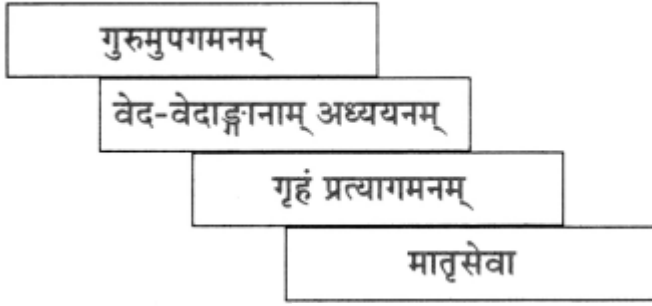 गुरुमुपगमनम्
वेद-वेदाङ्गानाम् अध्ययनम्
गृहं प्रत्यागमनम्
मातृसेवा